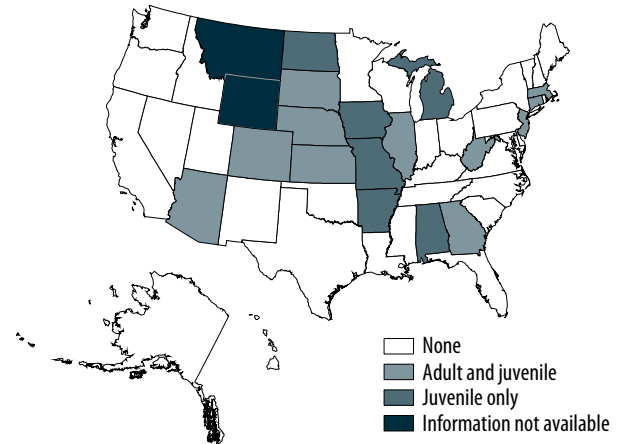 None
Adult and juvenile
Juvenile only
Information not available